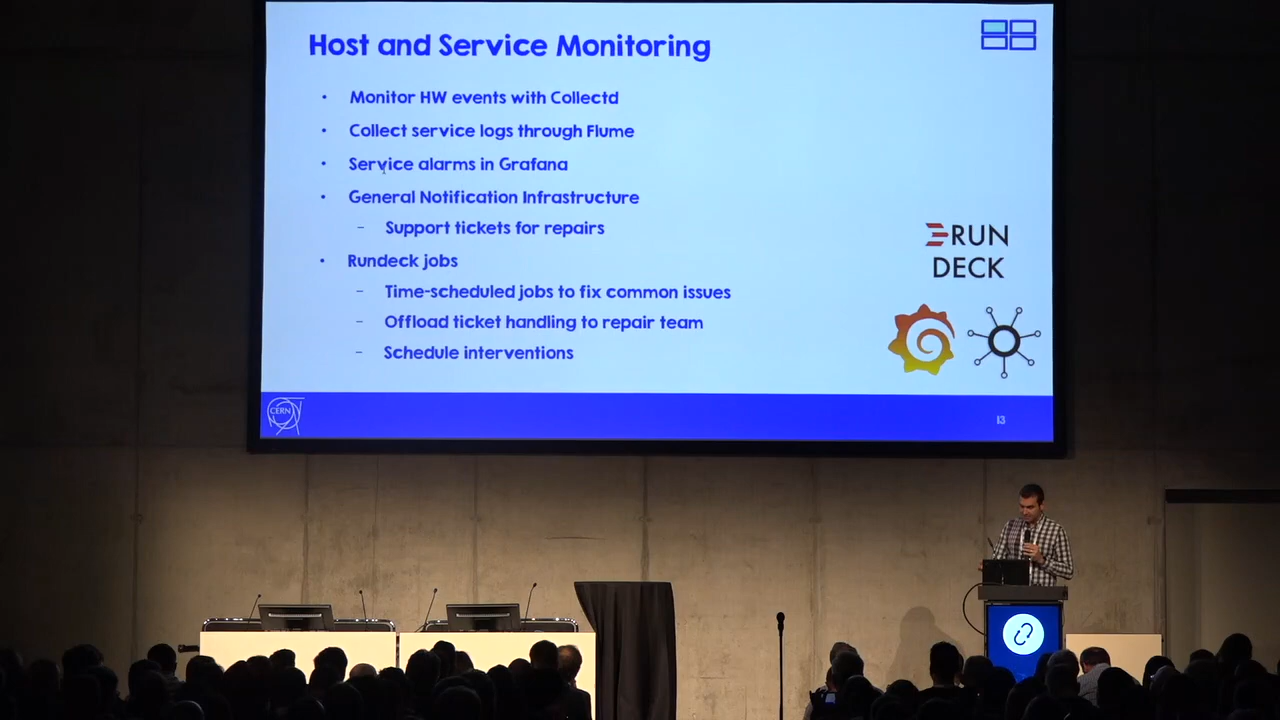 Host and Service Monitoring
• Monitor HW events with Collectd
• Collect service logs through Flume
• Service alarms in Grafana
• General Notification Infrastructure
– Support tickets for repairs
• Rundeck jobs
– Time-scheduled jobs to fix common issues
– Offload ticket handling to repair team
– Schedule interventions
RUN
DECK
CERN
13